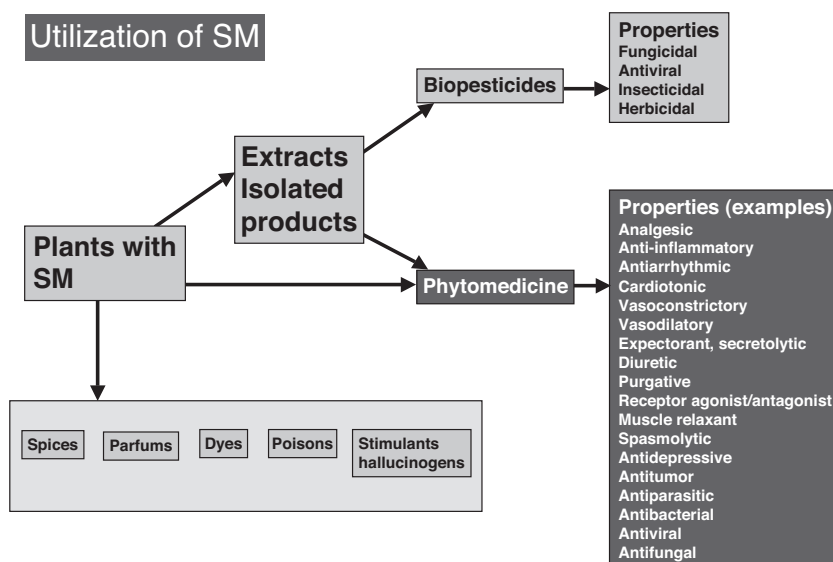 Utilization of SM
Properties
Fungicidal
Antiviral
Insecticidal
Herbicidal
Biopesticides
Extracts
Isolated
products
Plants with
SM
Phytomedicine
Properties (examples)
Analgesic
Anti-inflammatory
Antiarrhythmic
Cardiotonic
Vasoconstrictory
Vasodilatory
Expectorant, secretolytic
Diuretic
Purgative
Receptor agonist/antagonist
Muscle relaxant
Spasmolytic
Antidepressive
Antitumor
Antiparasitic
Antibacterial
Antiviral
Antifungal
Spices
Parfums
Dyes
Poisons
Stimulants
hallucinogens